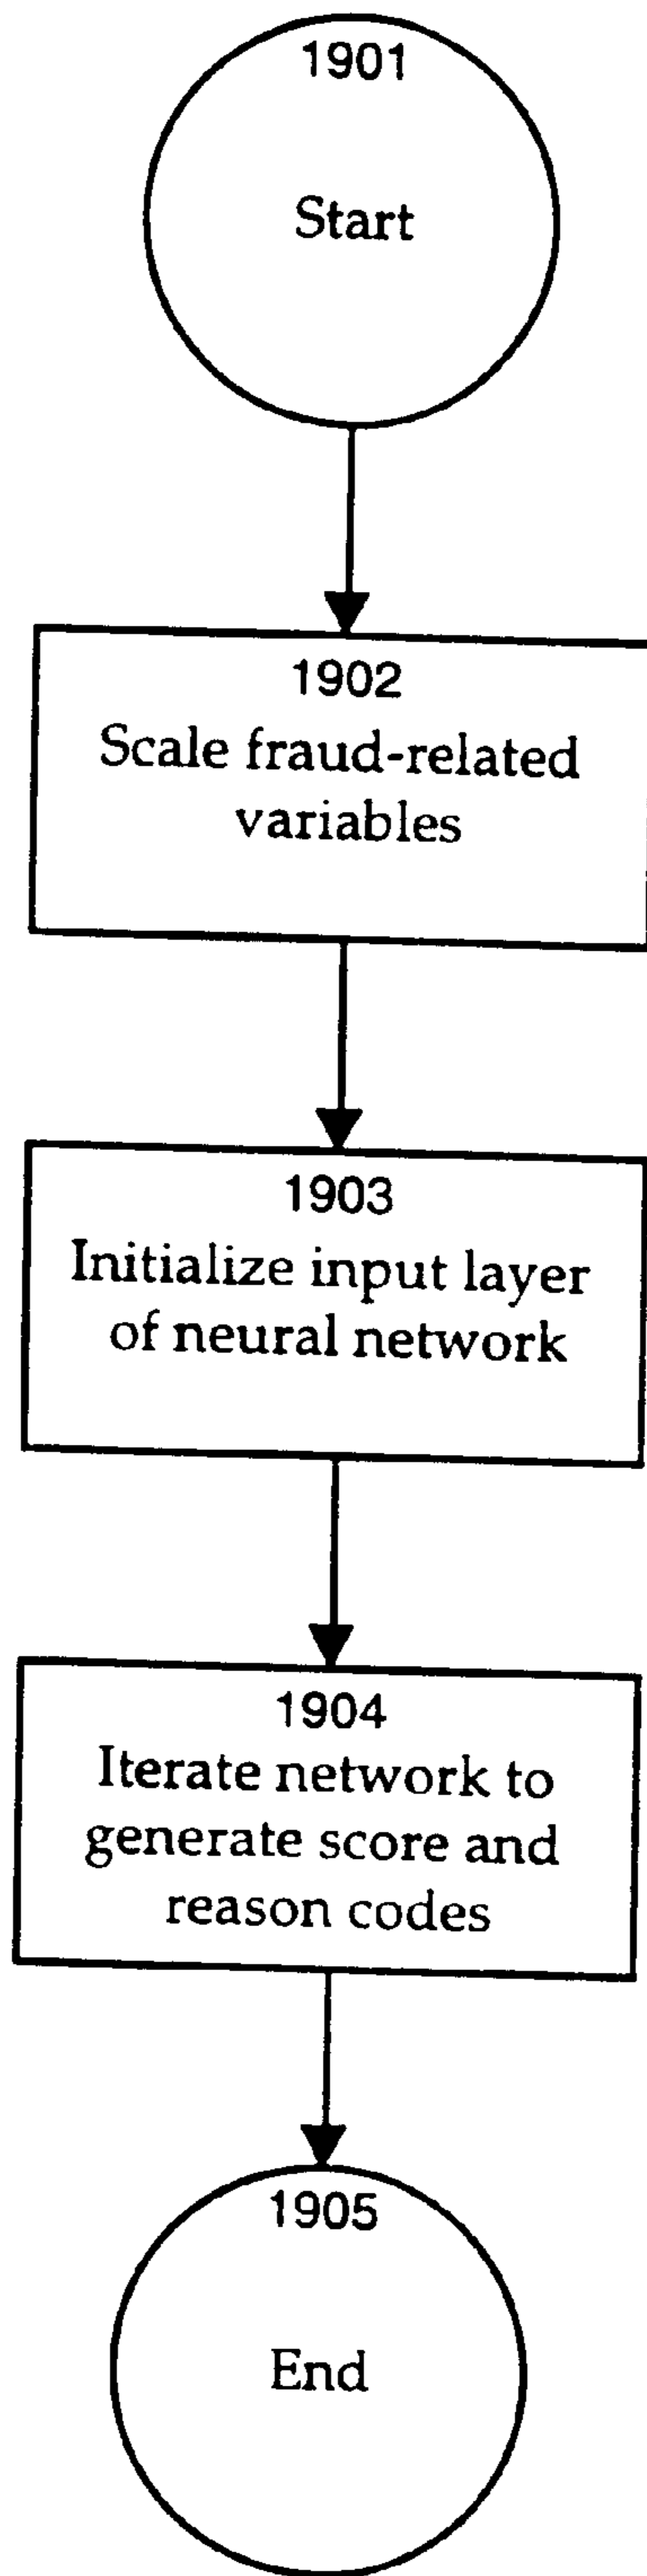 1901
Start
1902
Scale fraud-related
variables
1903
Initialize input layer
of neural network
1904
Iterate network to
generate score and
reason codes
1905
End